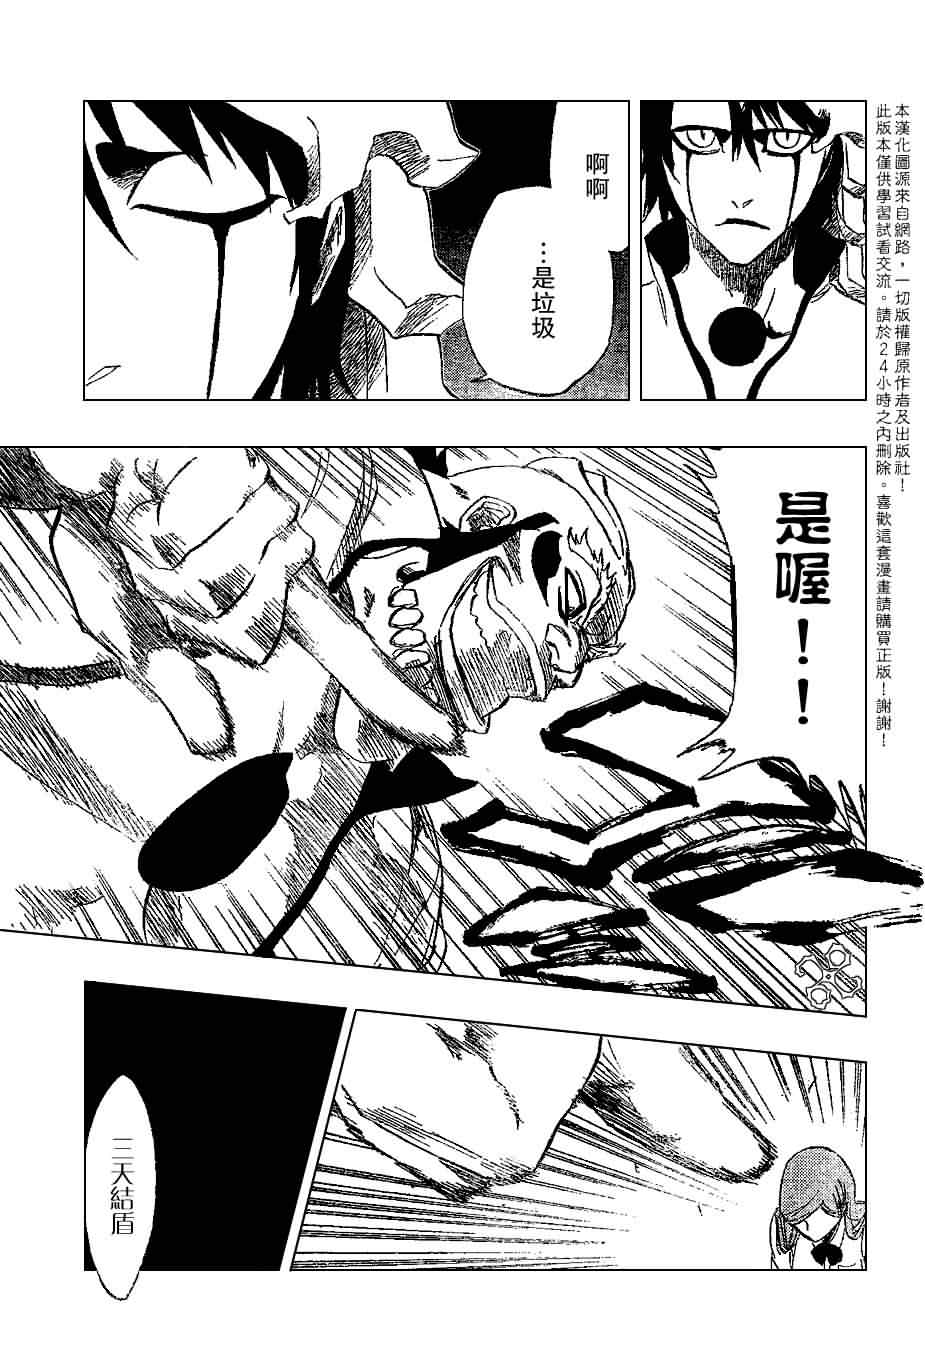 本漢化圖源來自網路，一切版權歸原作者及出版社！
此版本僅供學習試看交流。請於24小時之內刪除。喜歡這套漫畫請購買正版！謝謝！
啊啊
…是垃圾
是喔！！
三天結盾